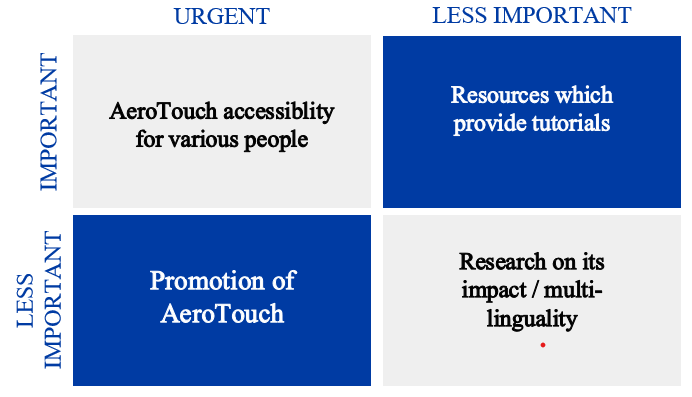 URGENT
LESS IMPORTANT
IMPORTANT
AeroTouch accessiblity
for various people
Resources which
provide tutorials
LESS
IMPORTANT
Promotion of
AeroTouch
Research on its
impact / multi-
linguality